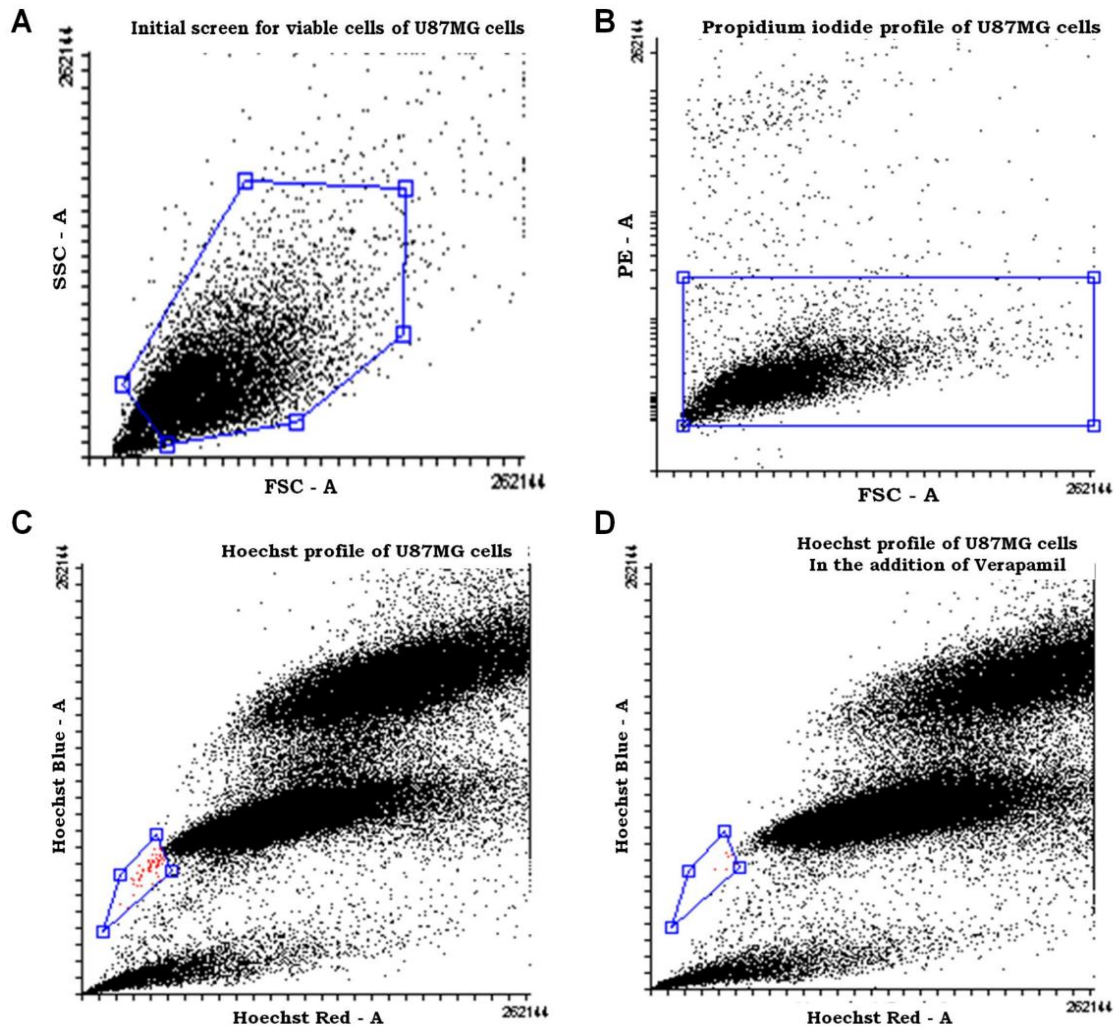 A
Initial screen for viable cells of U87MG cells
262144
SSC - A
FSC - A
262144
B
Propidium iodide profile of U87MG cells
262144
PE - A
FSC - A
262144
C
Hoechst profile of U87MG cells
262144
Hoechst Blue - A
Hoechst Red - A
262144
D
Hoechst profile of U87MG cells
In the addition of Verapamil
262144
Hoechst Blue - A
Hoechst Red - A
262144